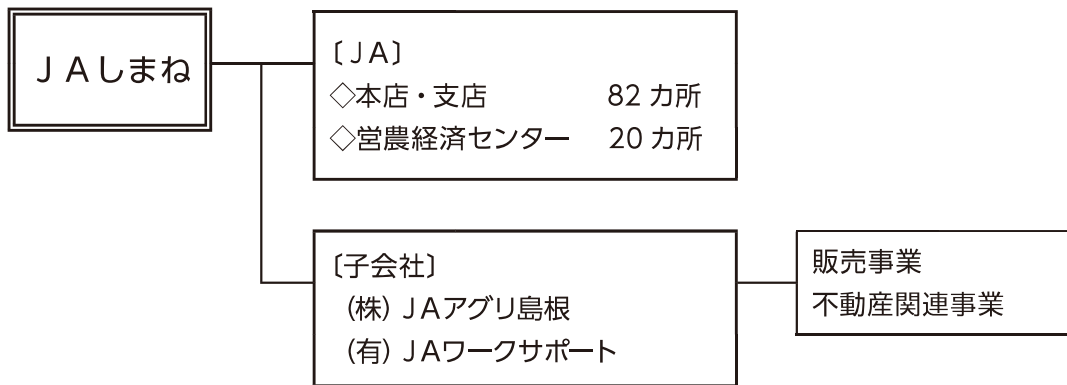 ＪＡしまね
〔ＪＡ〕
◇本店・支店 82カ所
◇営農経済センター 20カ所
〔子会社〕
(株) ＪＡアグリ島根
(有) ＪＡワークサポート
販売事業
不動産関連事業